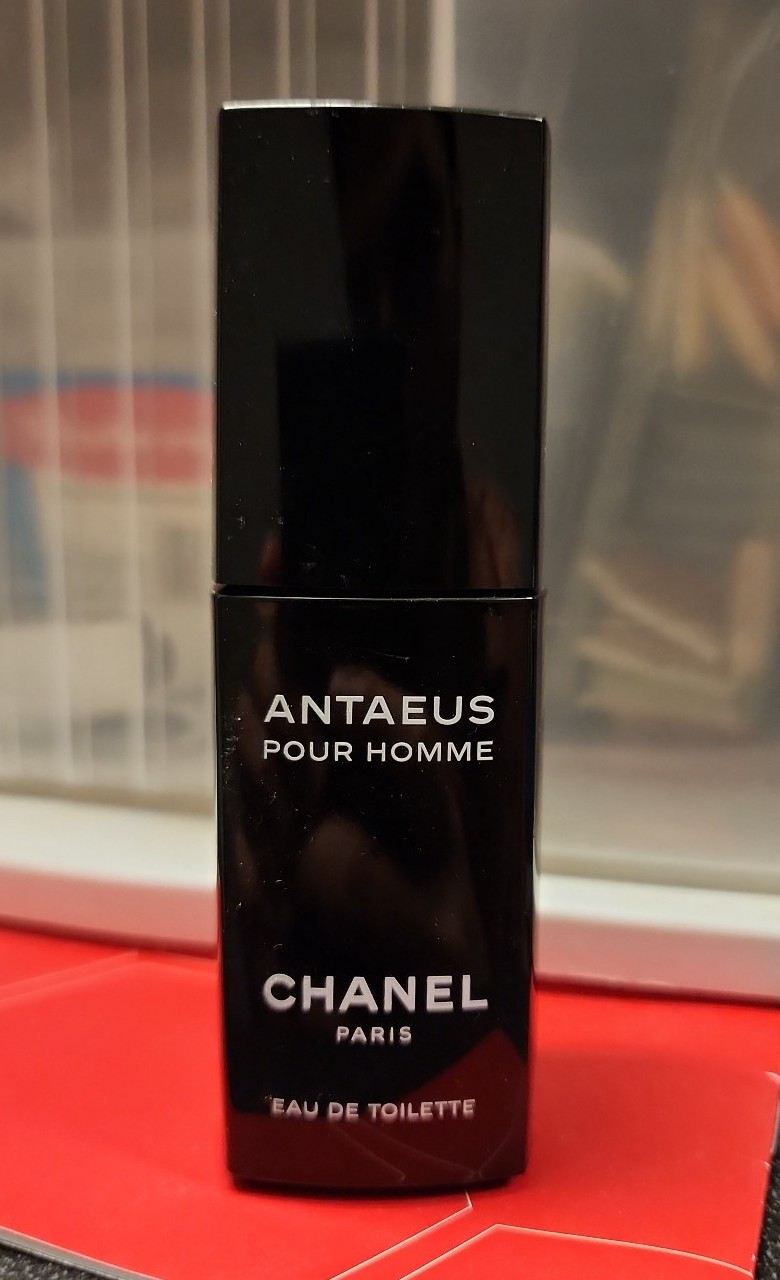 ANTAEUS
POUR HOMME
CHANEL
PARIS
EAU DE TOILETTE